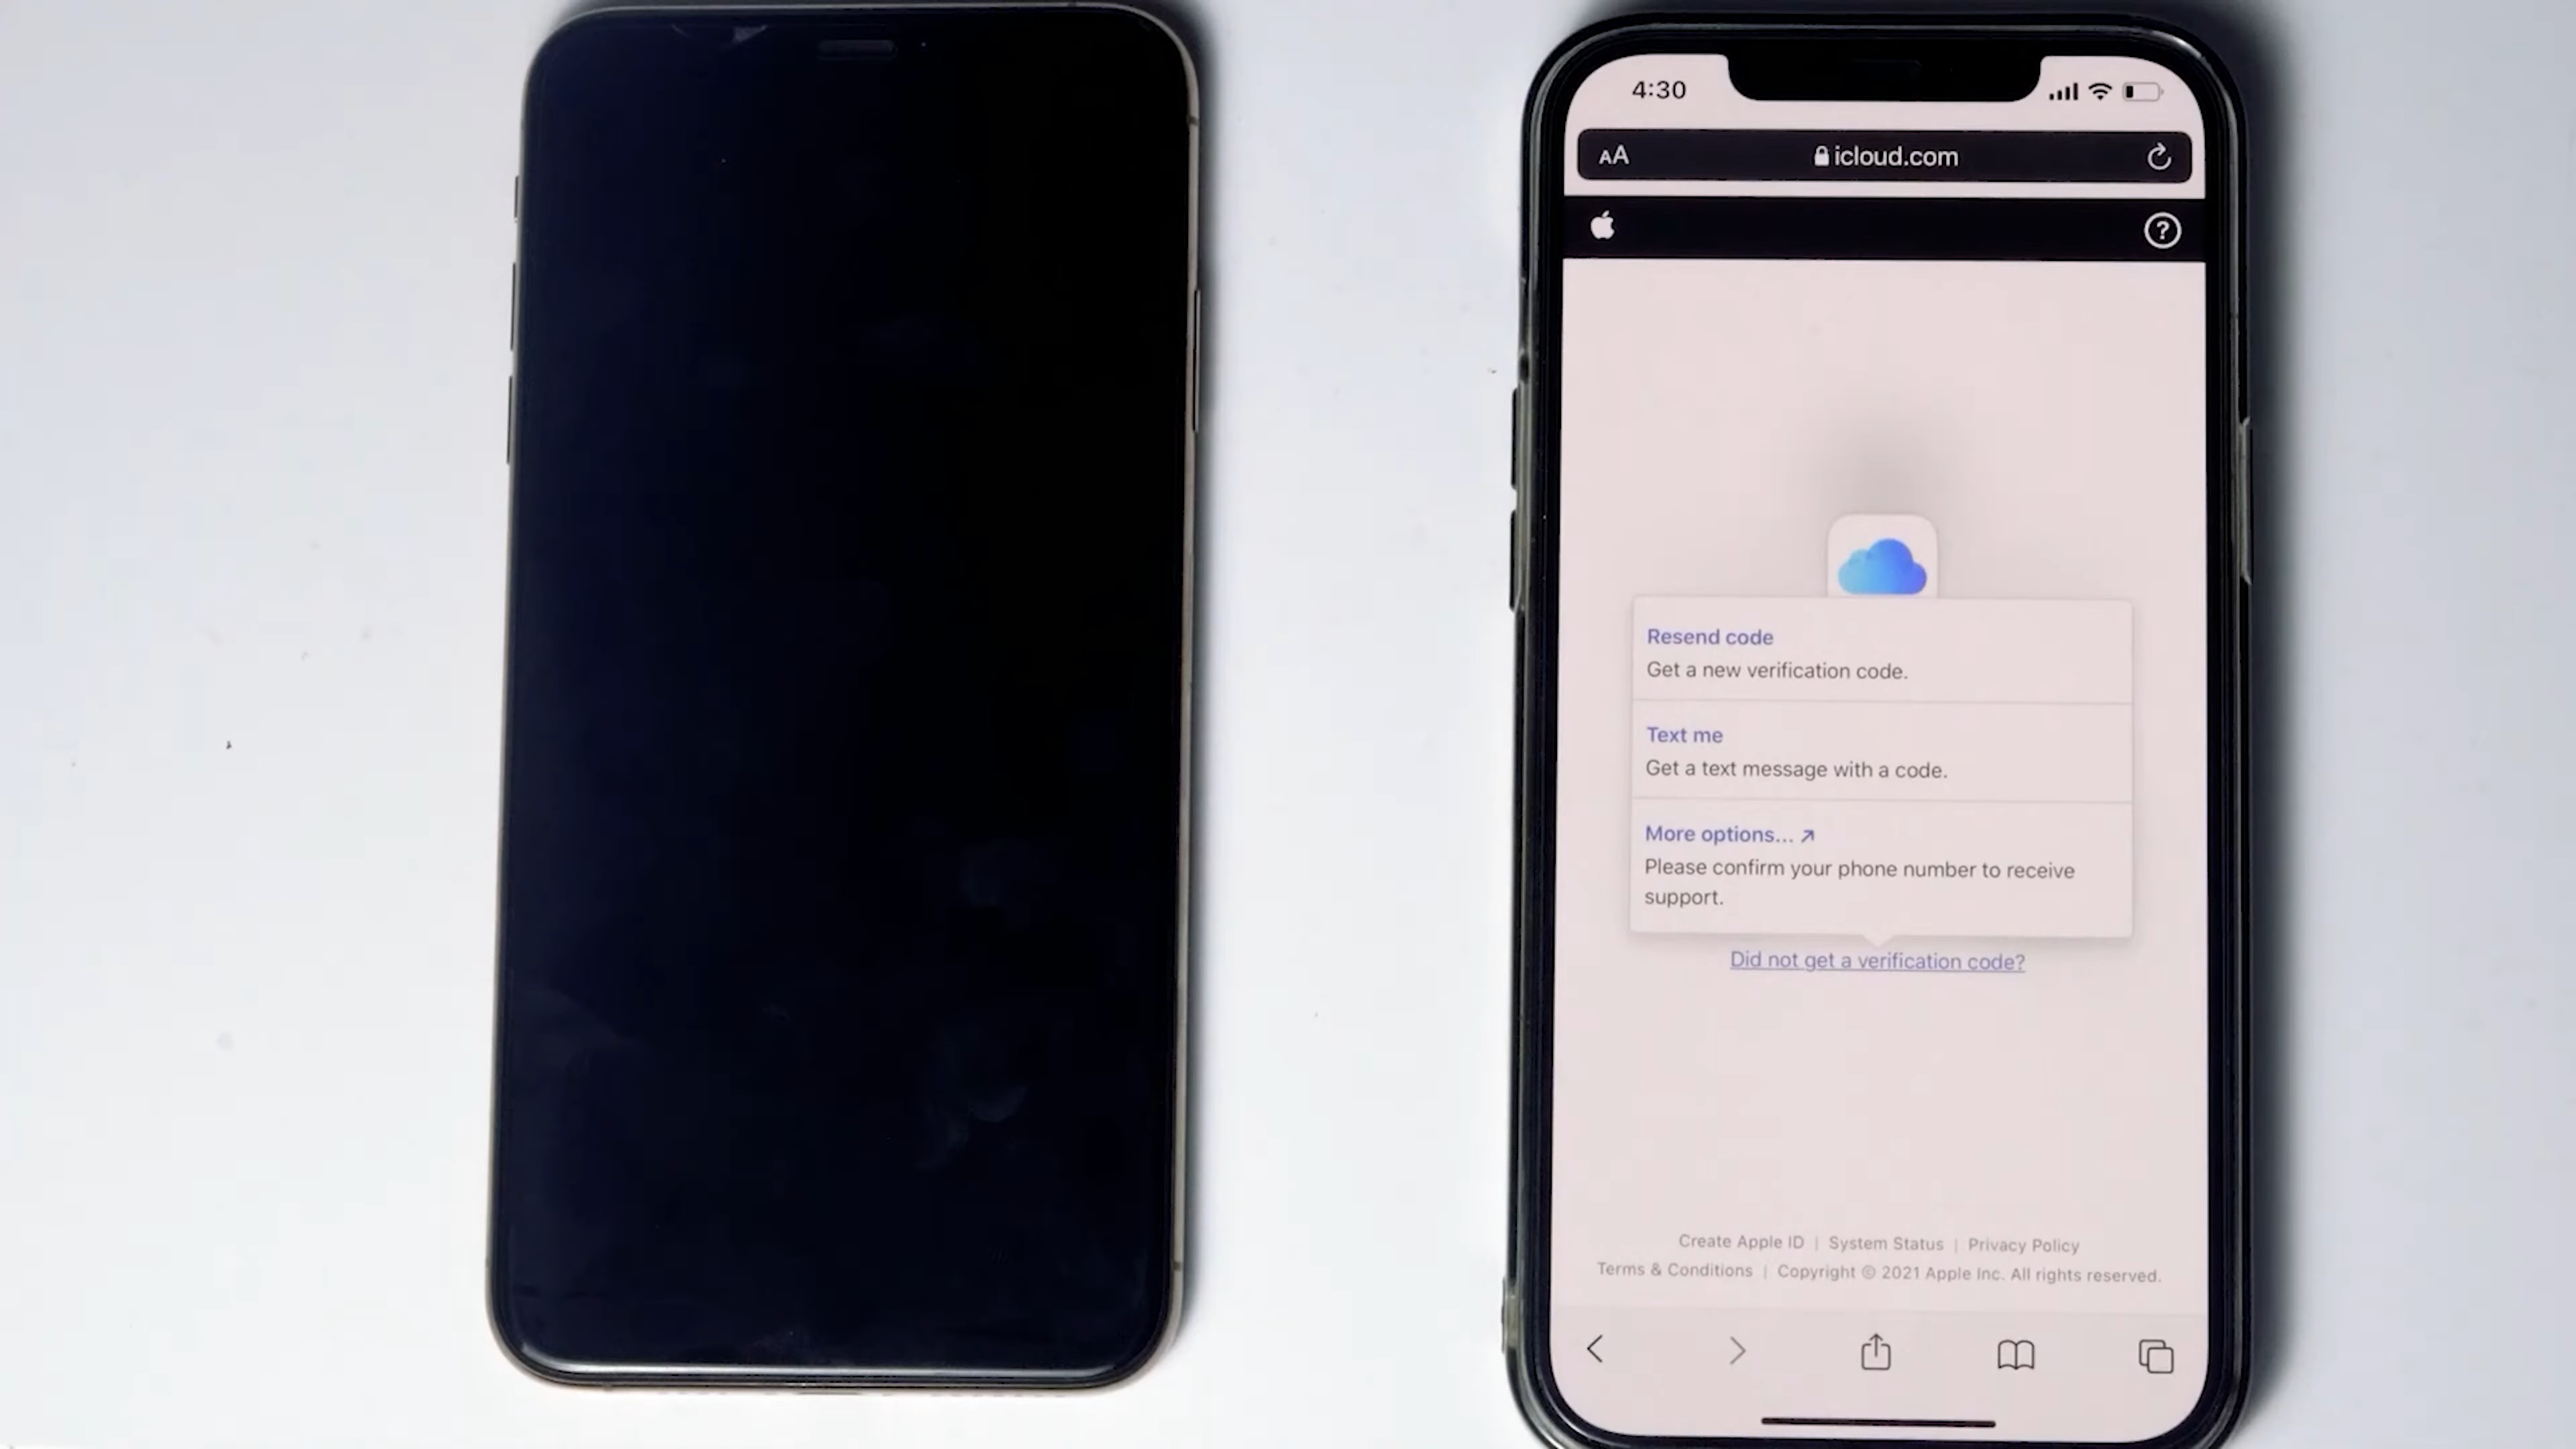 4:30
AA icloud.com
?
Resend code
Get a new verification code.
Text me
Get a text message with a code.
More options... ↗
Please confirm your phone number to receive
support.
Did not get a verification code?
Create Apple ID | System Status | Privacy Policy
Terms & Conditions | Copyright © 2021 Apple Inc. All rights reserved.